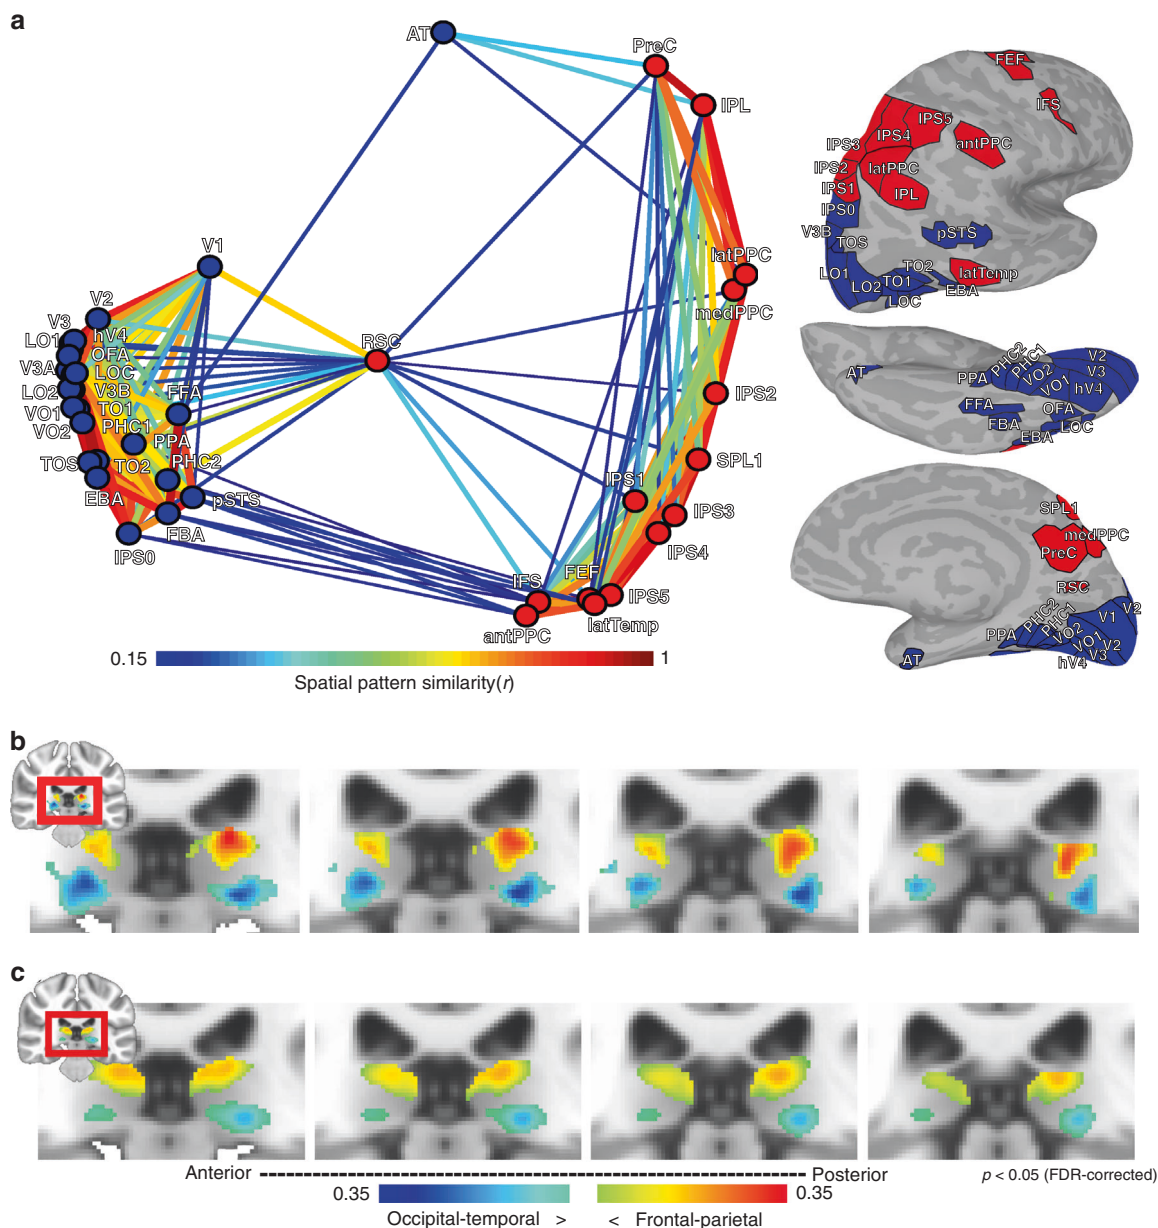 a
AT
PreC
IPL
V1
V2
V3
hV4
LO1
OFA
V3A
LOC
LO2
V3B
FFA
VO1
TO1
VO2
PHC1
PPA
TOS
TO2
PHC2
EBA
pSTS
FBA
IPS0
RSC
latPPC
medPPC
IPS2
SPL1
IPS1
IPS3
IPS4
IFS
FEF
IPS5
antPPC
latTemp
0.15
1
Spatial pattern similarity(r)
FEF
IFS
IPS5
IPS4
IPS3
antPPC
IPS2
latPPC
IPS1
IPL
IPS0
V3B
TOS
pSTS
LO1
TO2
latTemp
LO2
TO1
EBA
LOC
AT
PPA
PHC2
PHC1
VO2
VO1
V2
V3
hV4
FFA
OFA
FBA
LOC
EBA
SPL1
medPPC
PreC
RSC
PPA
PHC2
PHC1
VO2
VO1
V1
V2
V2
V3
hV4
AT
b
c
Anterior
Posterior
p < 0.05 (FDR-corrected)
0.35
0.35
Occipital-temporal >
< Frontal-parietal